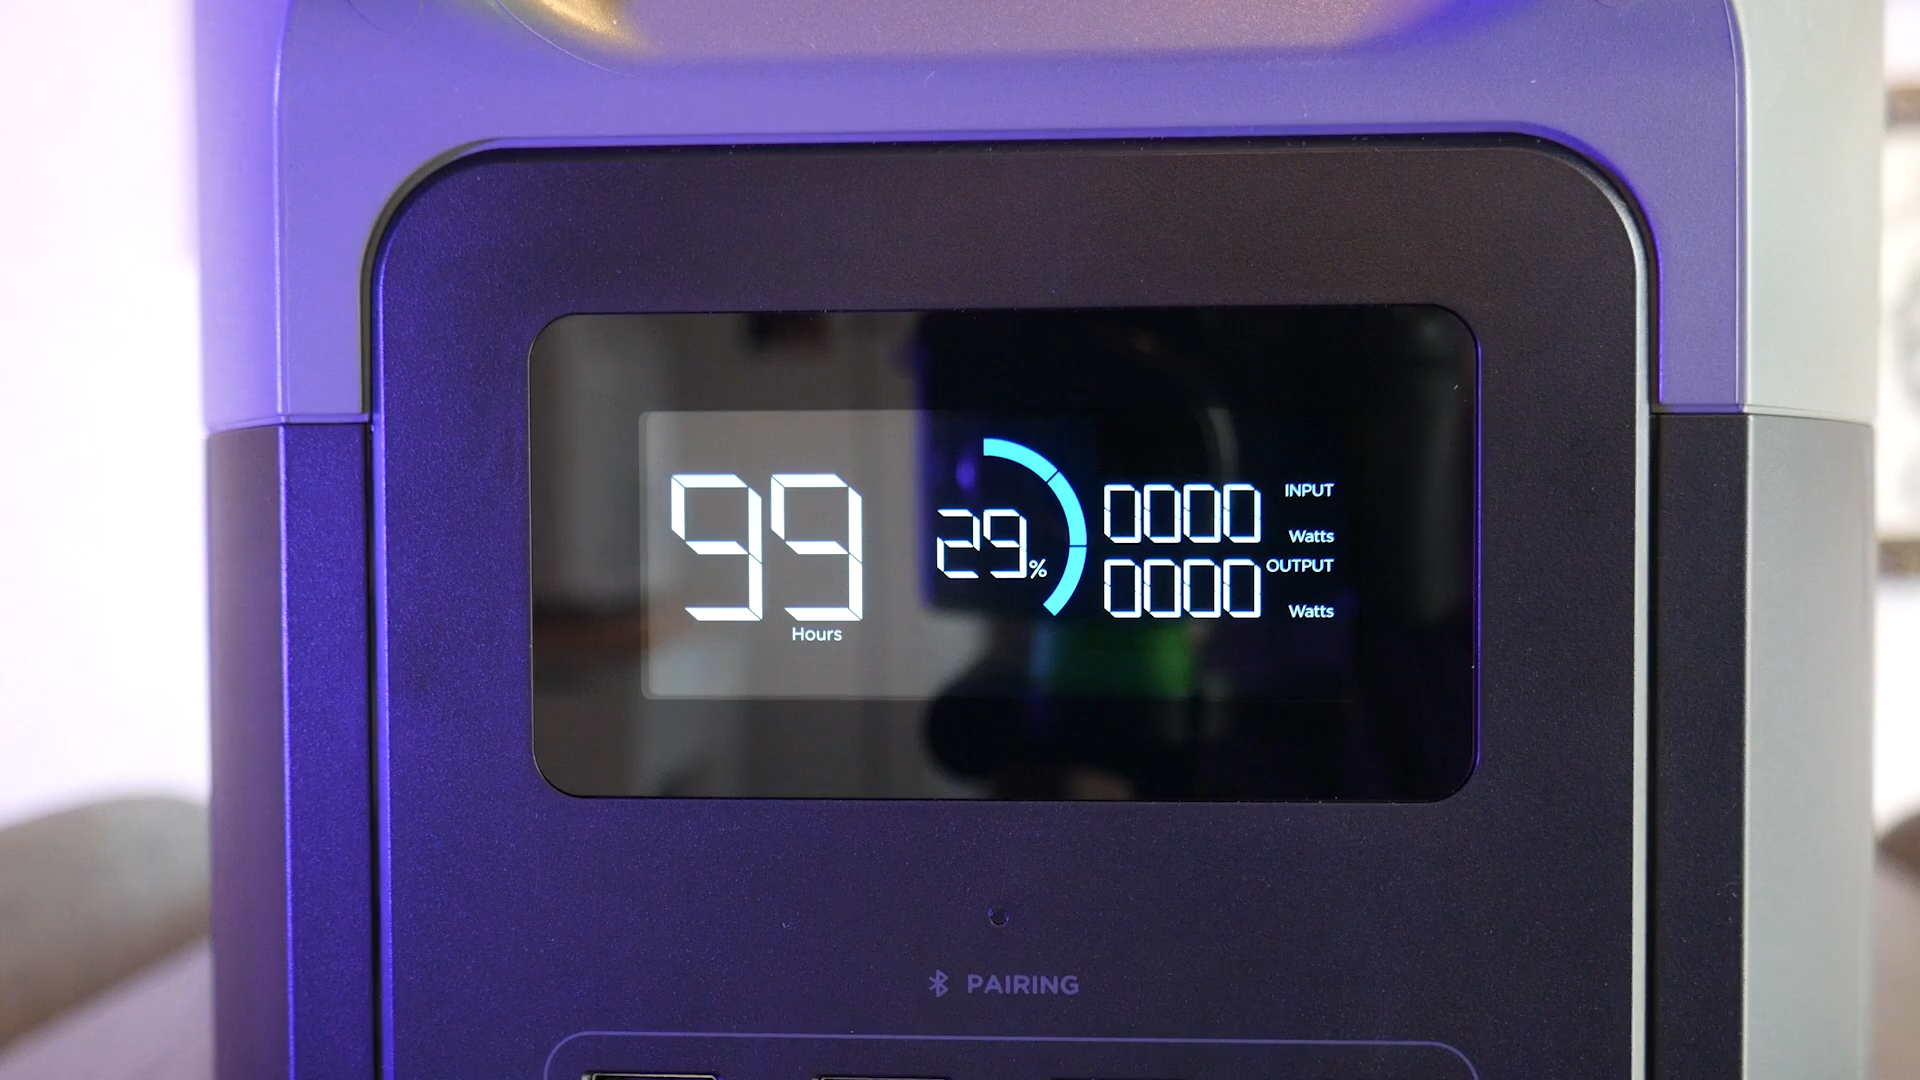 99
Hours
29%
0000 INPUT
Watts
0000 OUTPUT
Watts
PAIRING